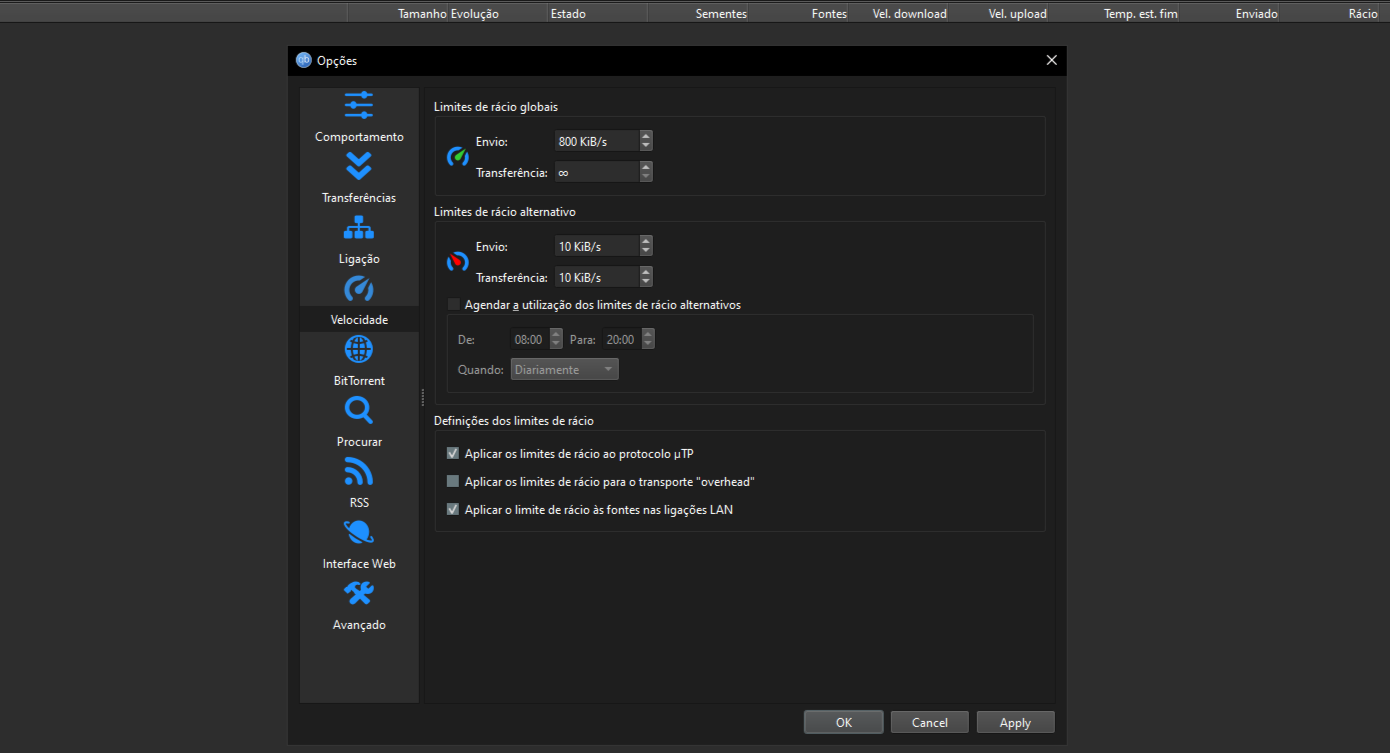 Tamanho Evolução Estado Sementes Fontes Vel. download Vel. upload Temp. est. fim Enviado Rácio
qb Opções
Comportamento
Transferências
Ligação
Velocidade
BitTorrent
Procurar
RSS
Interface Web
Avançado
Limites de rácio globais
Envio: 800 KiB/s
Transferência: ∞
Limites de rácio alternativo
Envio: 10 KiB/s
Transferência: 10 KiB/s
Agendar a utilização dos limites de rácio alternativos
De: 08:00 Para: 20:00
Quando: Diariamente
Definições dos limites de rácio
Aplicar os limites de rácio ao protocolo µTP
Aplicar os limites de rácio para o transporte "overhead"
Aplicar o limite de rácio às fontes nas ligações LAN
OK Cancel Apply